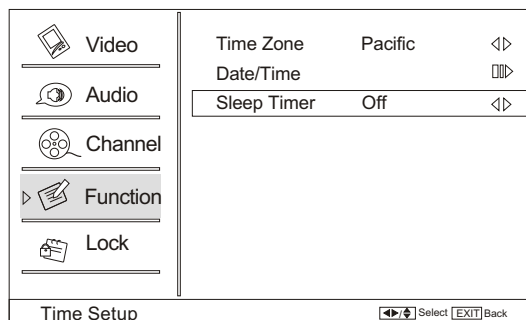 Video
Audio
Channel
Function
Lock
Time Zone Pacific
Date/Time
Sleep Timer Off
Time Setup
Select EXIT Back